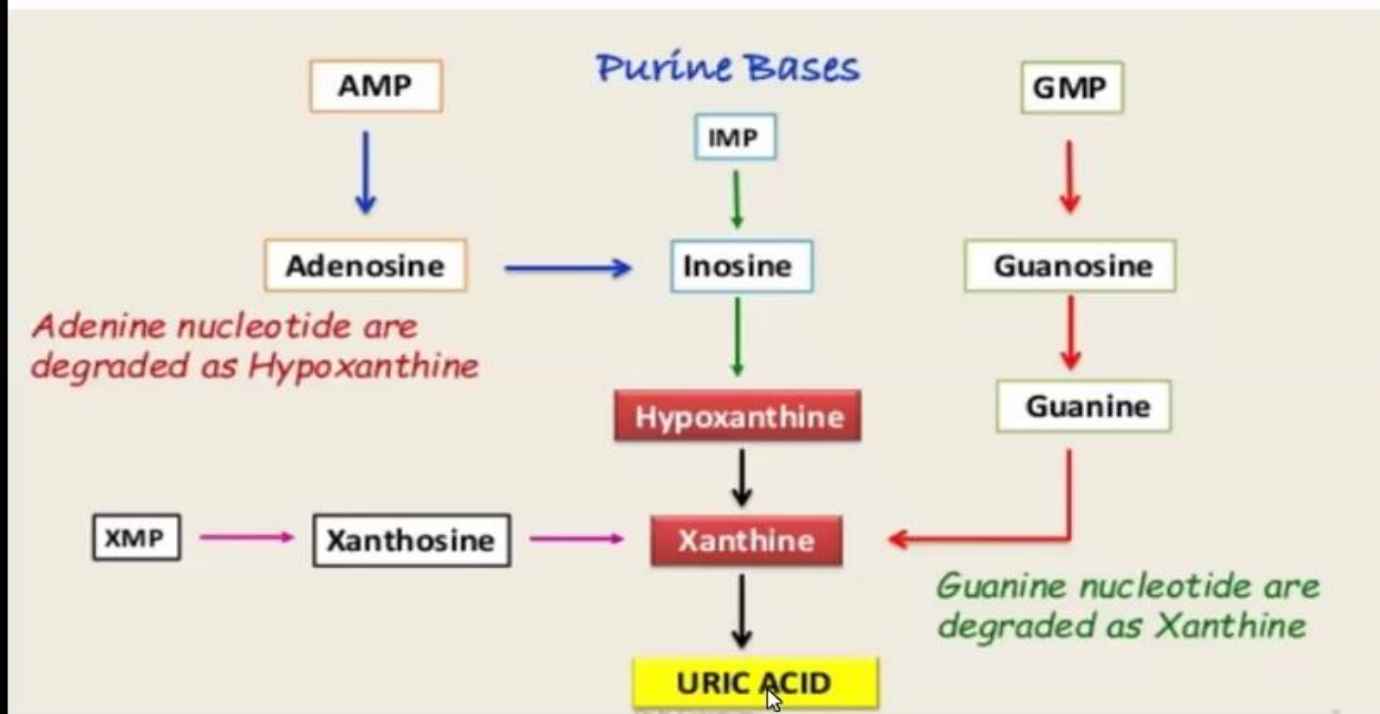 Purine Bases
AMP
GMP
IMP
Adenosine
Inosine
Guanosine
Adenine nucleotide are
degraded as Hypoxanthine
Hypoxanthine
Guanine
XMP
Xanthosine
Xanthine
Guanine nucleotide are
degraded as Xanthine
URIC ACID